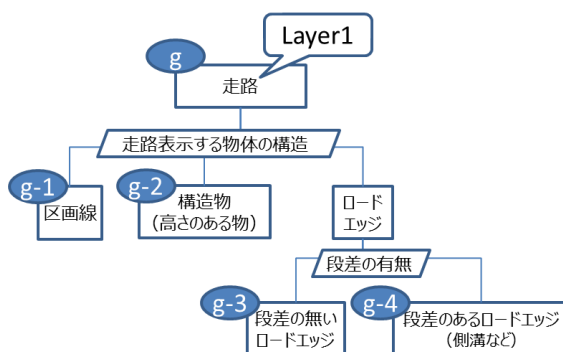 Layer1
g
走路
走路表示する物体の構造
g-1
区画線
g-2
構造物
(高さのある物)
ロード
エッジ
段差の有無
g-3
段差の無い
ロードエッジ
g-4
段差のあるロードエッジ
(側溝など)